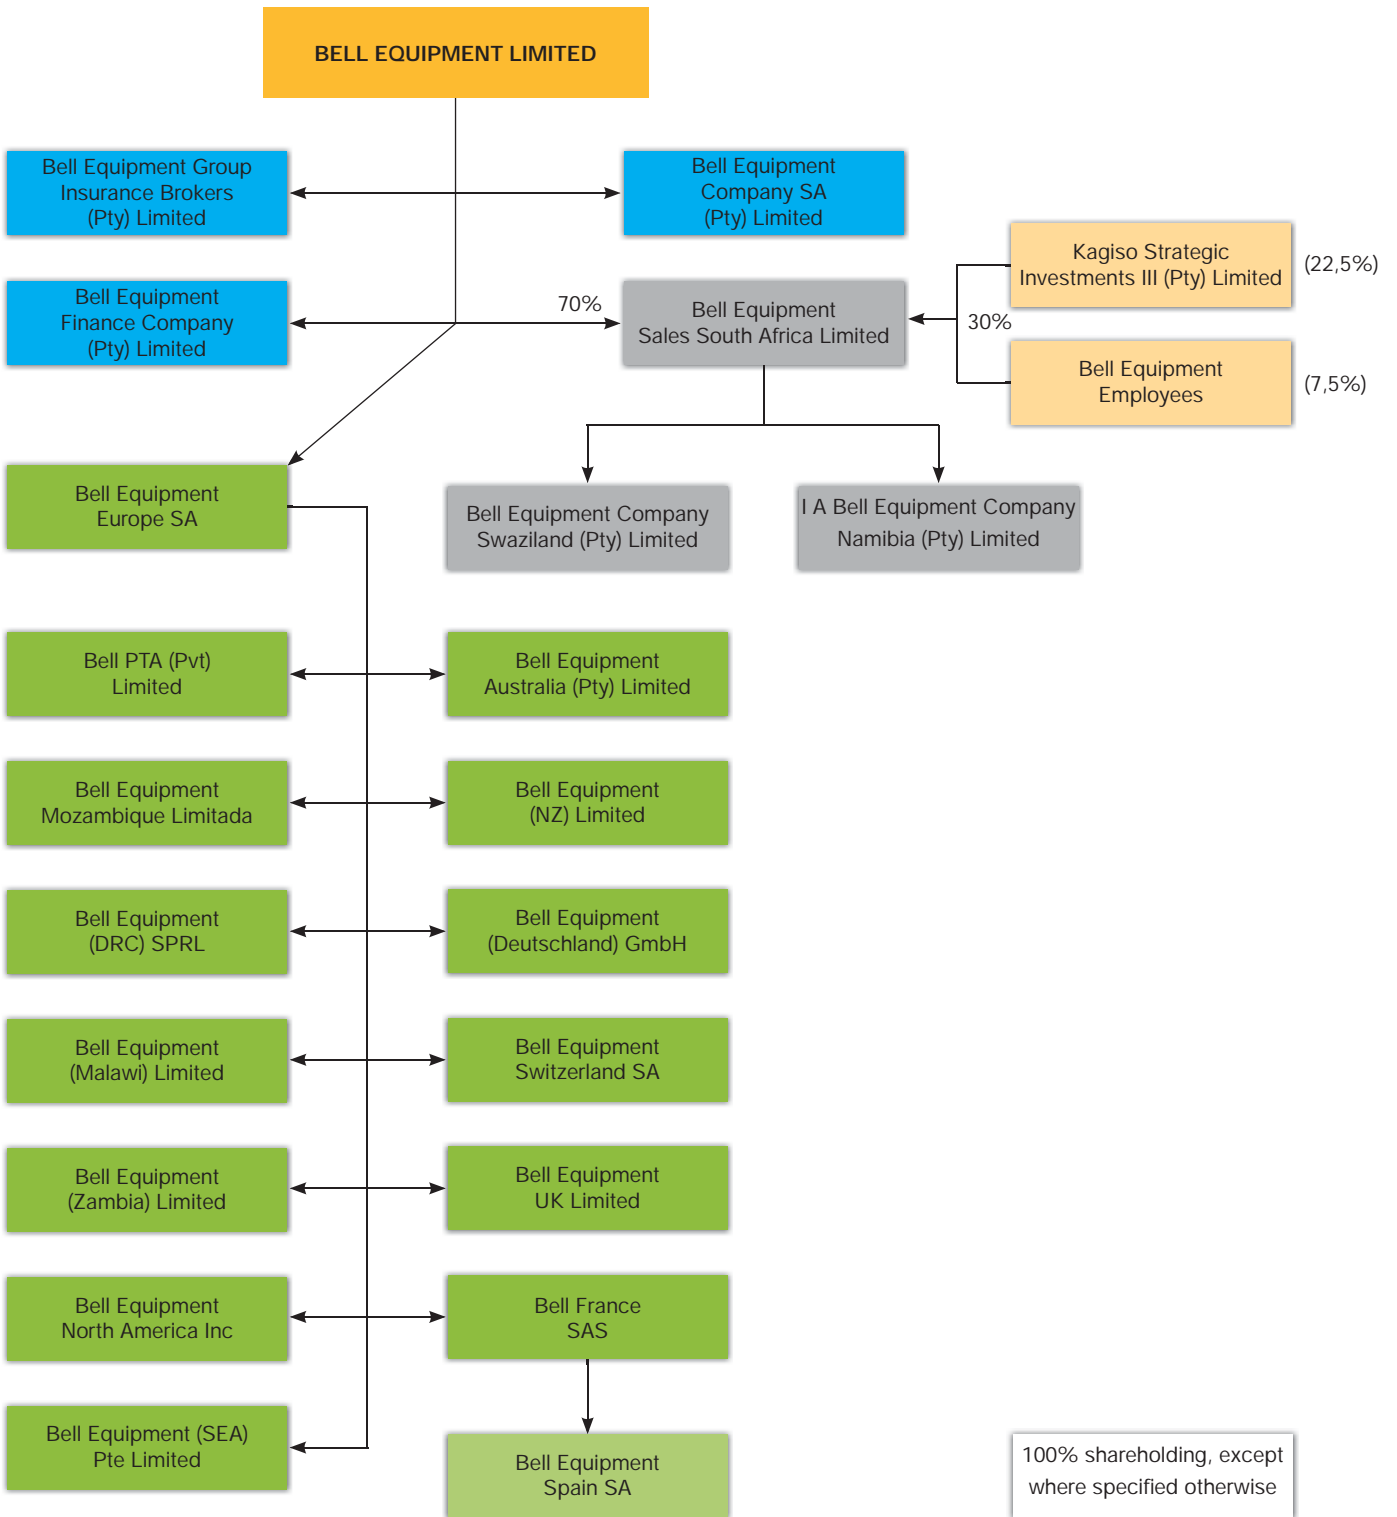 BELL EQUIPMENT LIMITED
Bell Equipment Group
Insurance Brokers
(Pty) Limited
Bell Equipment
Company SA
(Pty) Limited
Kagiso Strategic
Investments III (Pty) Limited
(22,5%)
Bell Equipment
Finance Company
(Pty) Limited
70%
Bell Equipment
Sales South Africa Limited
30%
Bell Equipment
Employees
(7,5%)
Bell Equipment
Europe SA
Bell Equipment Company
Swaziland (Pty) Limited
I A Bell Equipment Company
Namibia (Pty) Limited
Bell PTA (Pvt)
Limited
Bell Equipment
Australia (Pty) Limited
Bell Equipment
Mozambique Limitada
Bell Equipment
(NZ) Limited
Bell Equipment
(DRC) SPRL
Bell Equipment
(Deutschland) GmbH
Bell Equipment
(Malawi) Limited
Bell Equipment
Switzerland SA
Bell Equipment
(Zambia) Limited
Bell Equipment
UK Limited
Bell Equipment
North America Inc
Bell France
SAS
Bell Equipment (SEA)
Pte Limited
Bell Equipment
Spain SA
100% shareholding, except
where specified otherwise